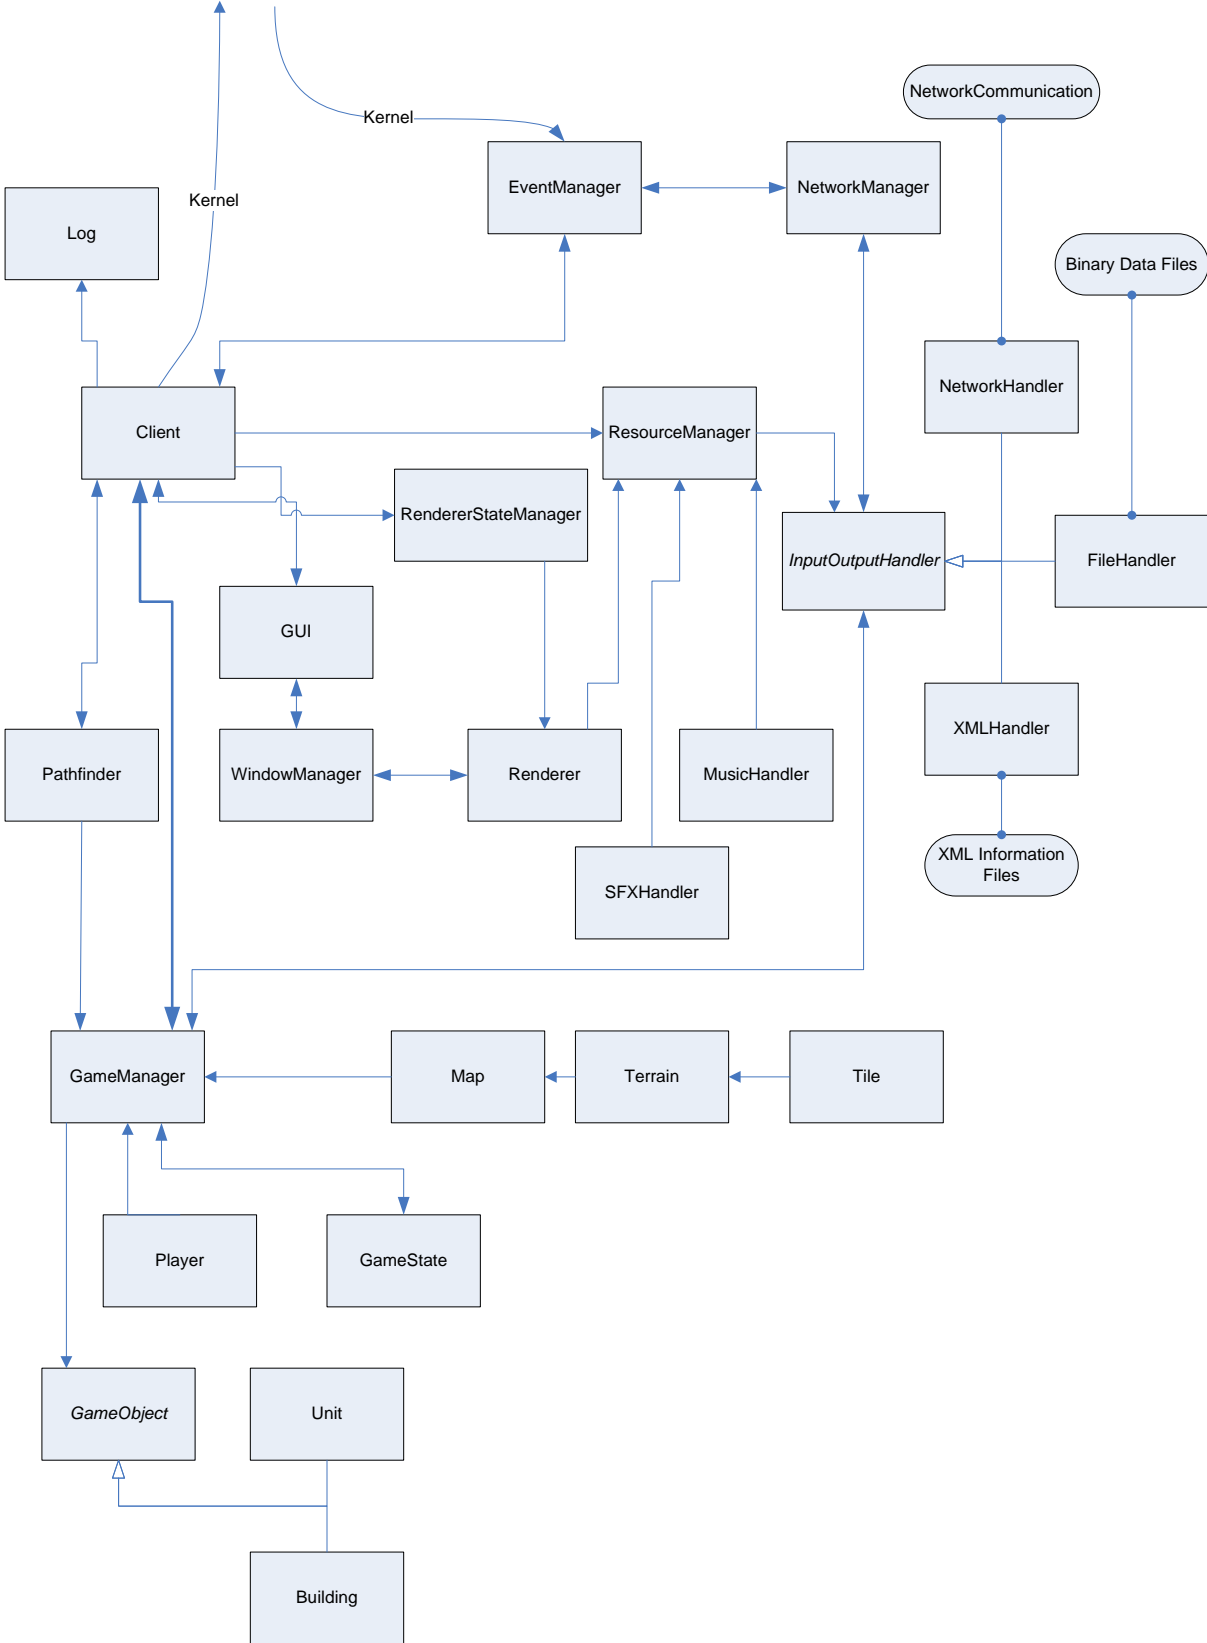 NetworkCommunication
Kernel
EventManager
NetworkManager
Kernel
Log
Binary Data Files
NetworkHandler
Client
ResourceManager
RendererStateManager
InputOutputHandler
FileHandler
GUI
XMLHandler
Pathfinder
WindowManager
Renderer
MusicHandler
XML Information
Files
SFXHandler
GameManager
Map
Terrain
Tile
Player
GameState
GameObject
Unit
Building